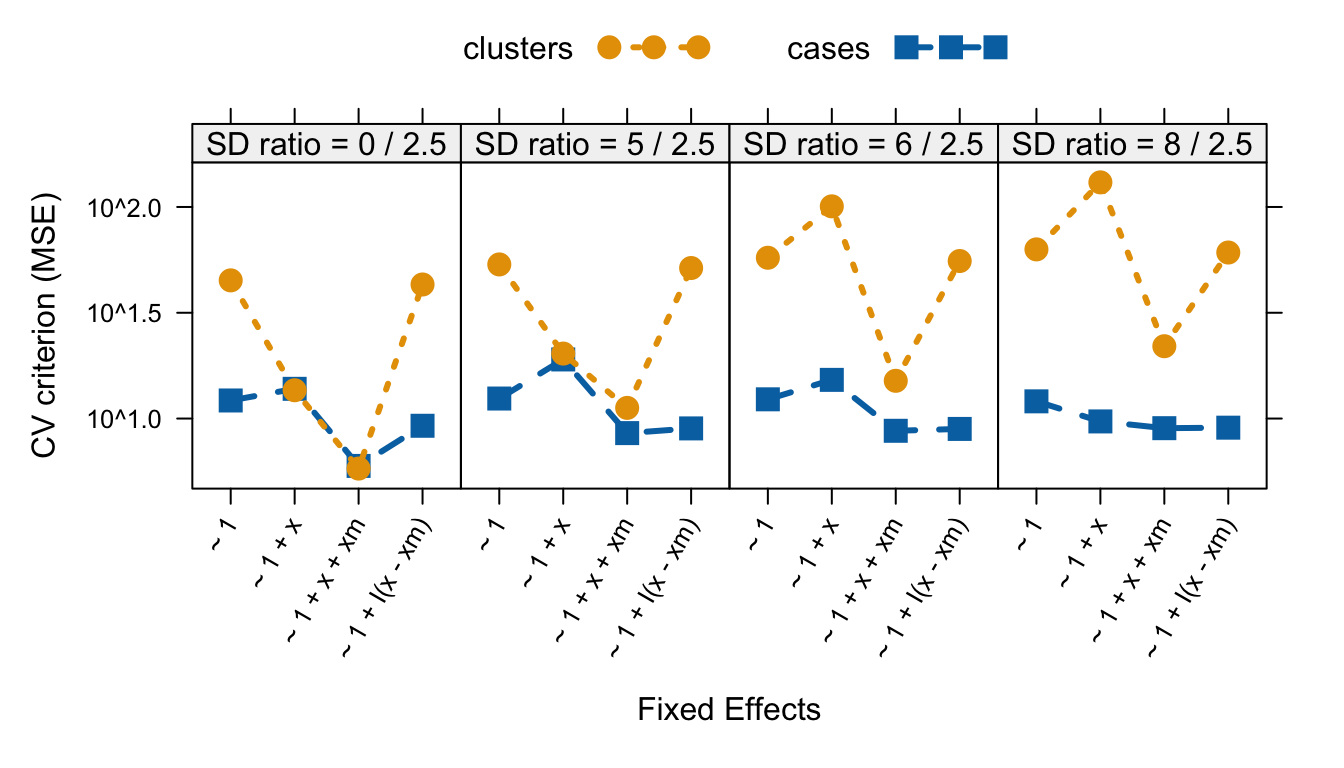 clusters cases
SD ratio = 0 / 2.5 SD ratio = 5 / 2.5 SD ratio = 6 / 2.5 SD ratio = 8 / 2.5
CV criterion (MSE)
10^2.0
10^1.5
10^1.0
~ 1
~ 1 + x
~ 1 + x + xm
~ 1 + I(x - xm)
~ 1
~ 1 + x
~ 1 + x + xm
~ 1 + I(x - xm)
~ 1
~ 1 + x
~ 1 + x + xm
~ 1 + I(x - xm)
~ 1
~ 1 + x
~ 1 + x + xm
~ 1 + I(x - xm)
Fixed Effects